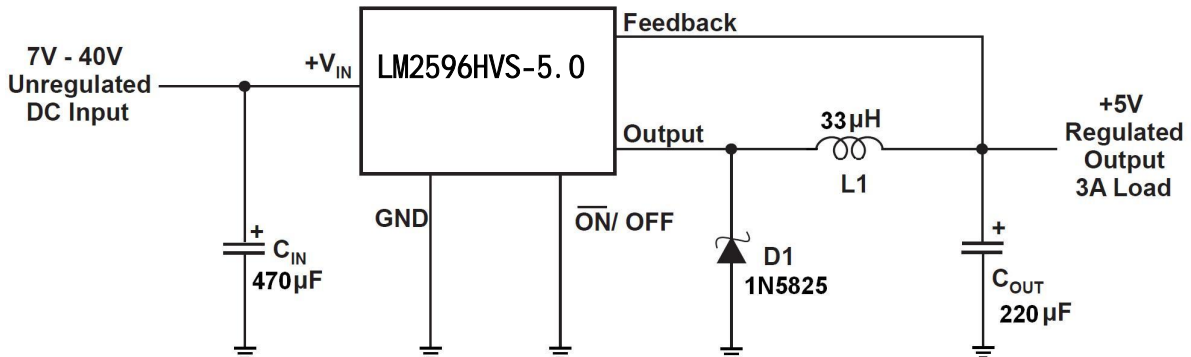 7V - 40V
Unregulated
DC Input
+VIN
LM2596HVS-5.0
Feedback
Output
GND
ON/ OFF
+
CIN
470μF
33μH
L1
D1
1N5825
+5V
Regulated
Output
3A Load
+
COUT
220μF